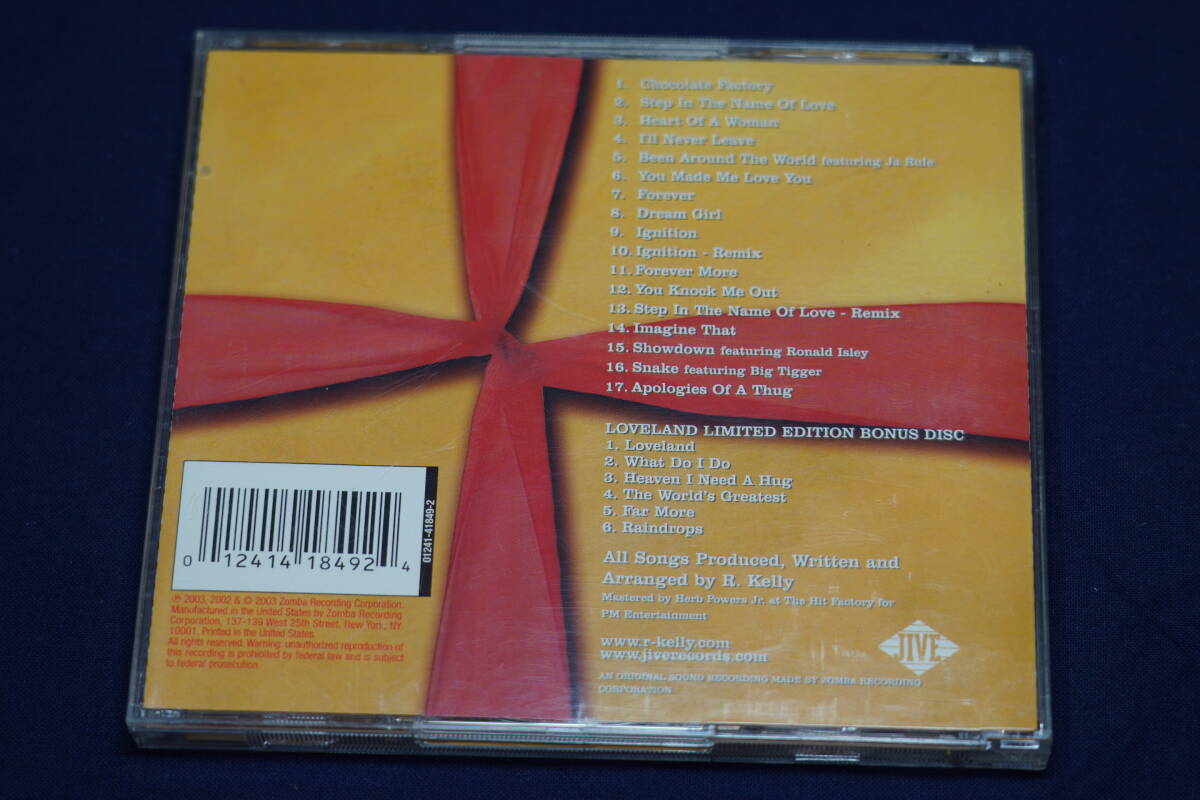 1. Chocolate Factory
2. Step In The Name Of Love
3. Heart Of A Woman
4. I'll Never Leave
5. Been Around The World featuring Ja Rule
6. You Made Me Love You
7. Forever
8. Dream Girl
9. Ignition
10. Ignition - Remix
11. Forever More
12. You Knock Me Out
13. Step In The Name Of Love - Remix
14. Imagine That
15. Showdown featuring Ronald Isley
16. Snake featuring Big Tigger
17. Apologies Of A Thug
LOVELAND LIMITED EDITION BONUS DISC
1. Loveland
2. What Do I Do
3. Heaven I Need A Hug
4. The World's Greatest
5. Far More
6. Raindrops
All Songs Produced, Written and
Arranged by R. Kelly
Mastered by Herb Powers Jr. at The Hit Factory for
PM Entertainment
www.r-kelly.com
www.jiverecords.com
AN ORIGINAL SOUND RECORDING MADE BY ZOMBA RECORDING
CORPORATION
JIVE
0 12414 18492 4
01241-41849-2
℗ 2003, 2002 & © 2003 Zomba Recording Corporation.
Manufactured in the United States by Zomba Recording
Corporation, 137-139 West 25th Street, New York, NY
10001. Printed in the United States.
All rights reserved. Warning: unauthorized reproduction of
this recording is prohibited by federal law and is subject
to federal prosecution.